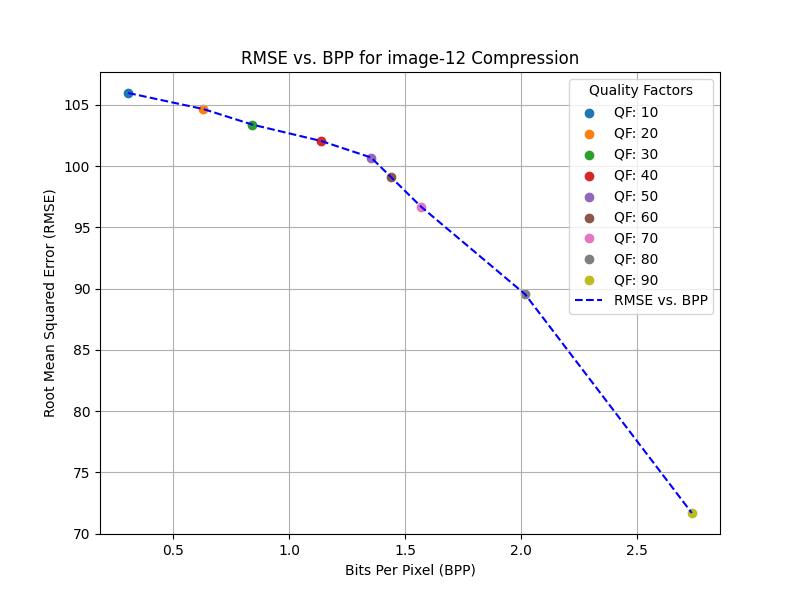 RMSE vs. BPP for image-12 Compression
Root Mean Squared Error (RMSE)
105
100
95
90
85
80
75
70
0.5
1.0
1.5
2.0
2.5
Bits Per Pixel (BPP)
Quality Factors
QF: 10
QF: 20
QF: 30
QF: 40
QF: 50
QF: 60
QF: 70
QF: 80
QF: 90
RMSE vs. BPP